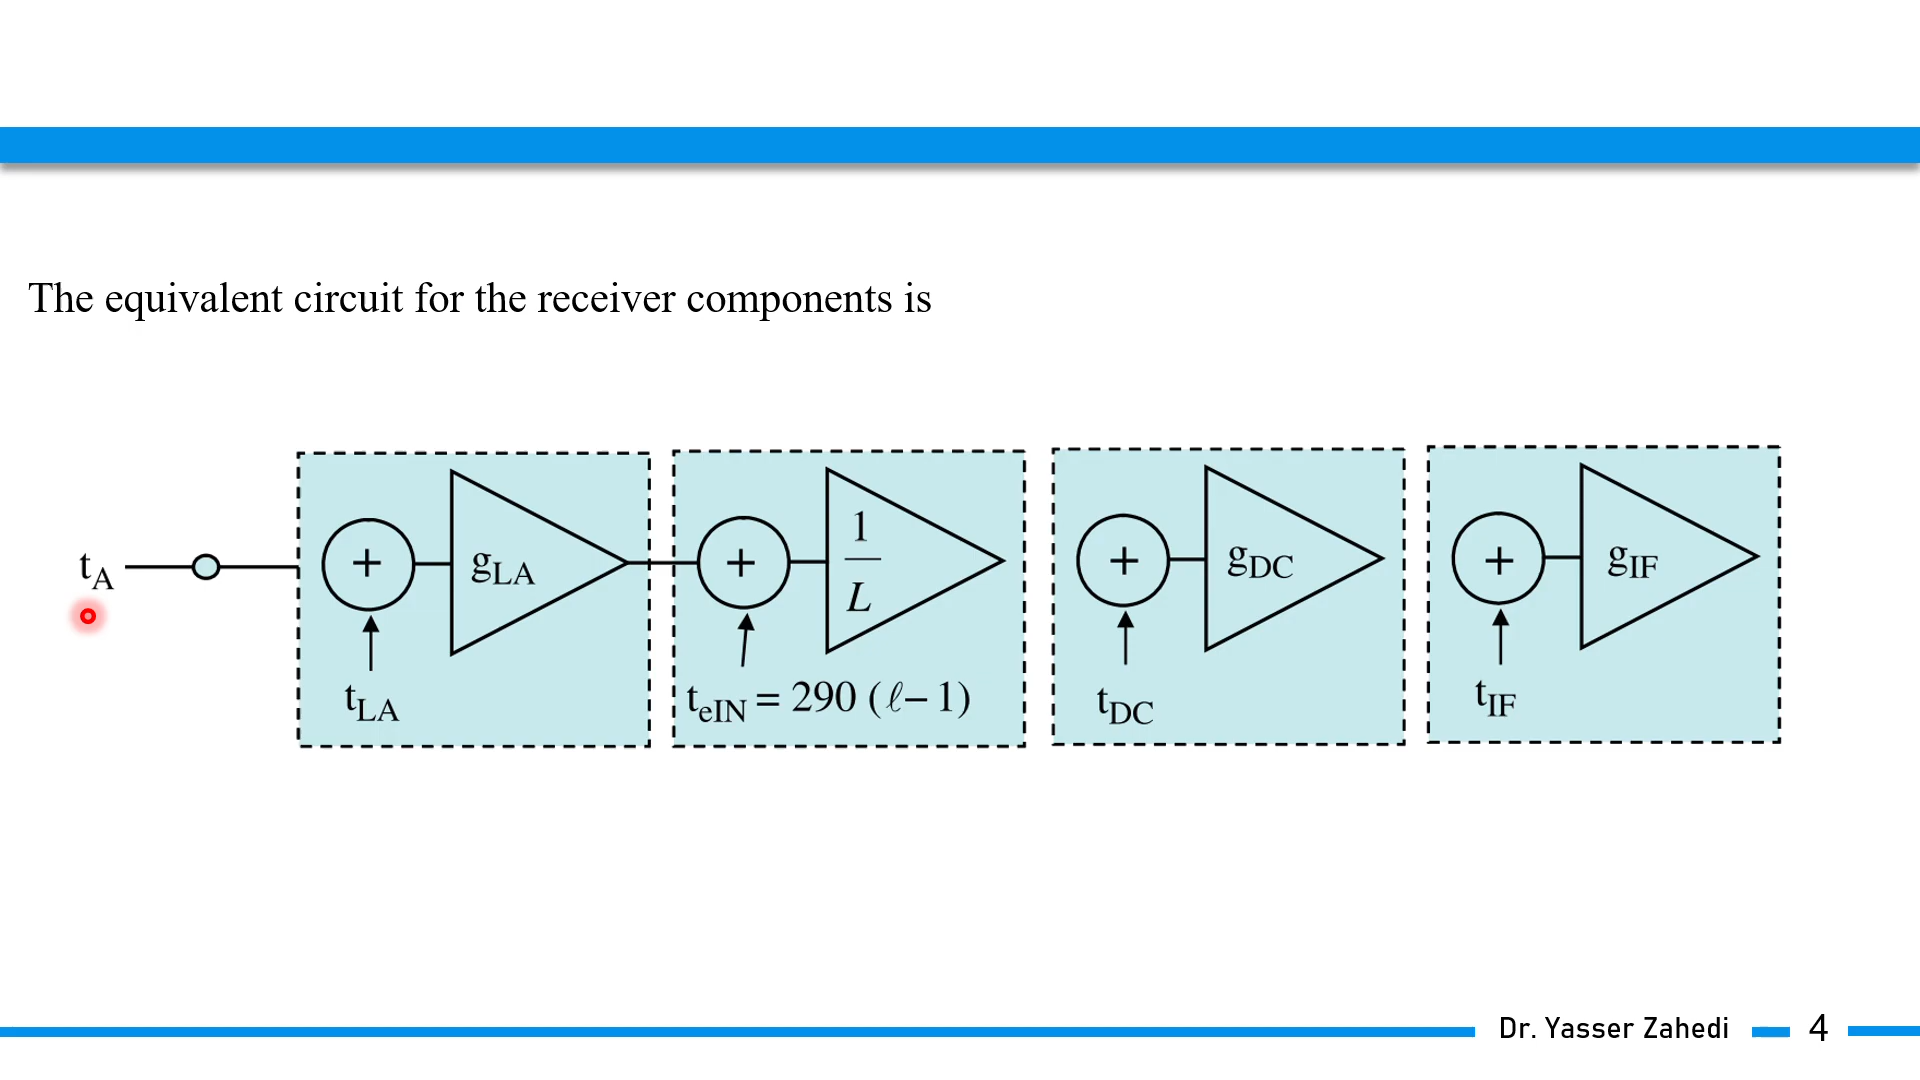 The equivalent circuit for the receiver components is
t_A
+
g_LA
t_LA
+
1
L
t_eIN = 290 (ℓ− 1)
+
g_DC
t_DC
+
g_IF
t_IF
Dr. Yasser Zahedi
4